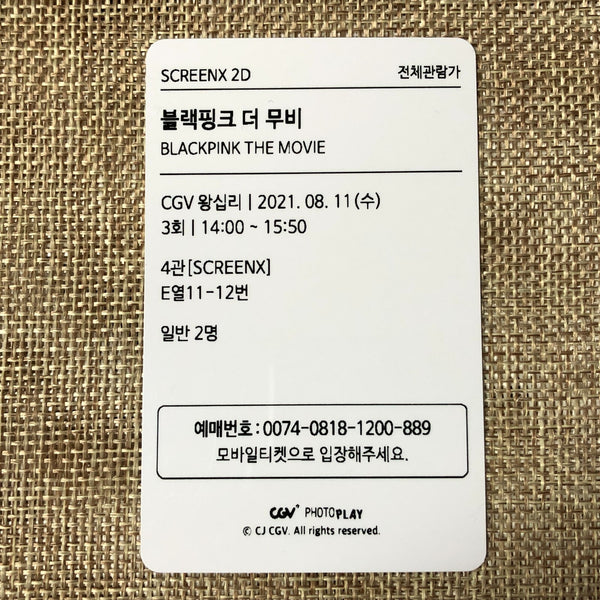 SCREENX 2D 전체관람가
블랙핑크 더 무비
BLACKPINK THE MOVIE
CGV 왕십리 | 2021. 08. 11 (수)
3회 | 14:00 ~ 15:50
4관 [SCREENX]
E열11-12번
일반 2명
예매번호 : 0074-0818-1200-889
모바일티켓으로 입장해주세요.
CGV PHOTOPLAY
© CJ CGV. All rights reserved.